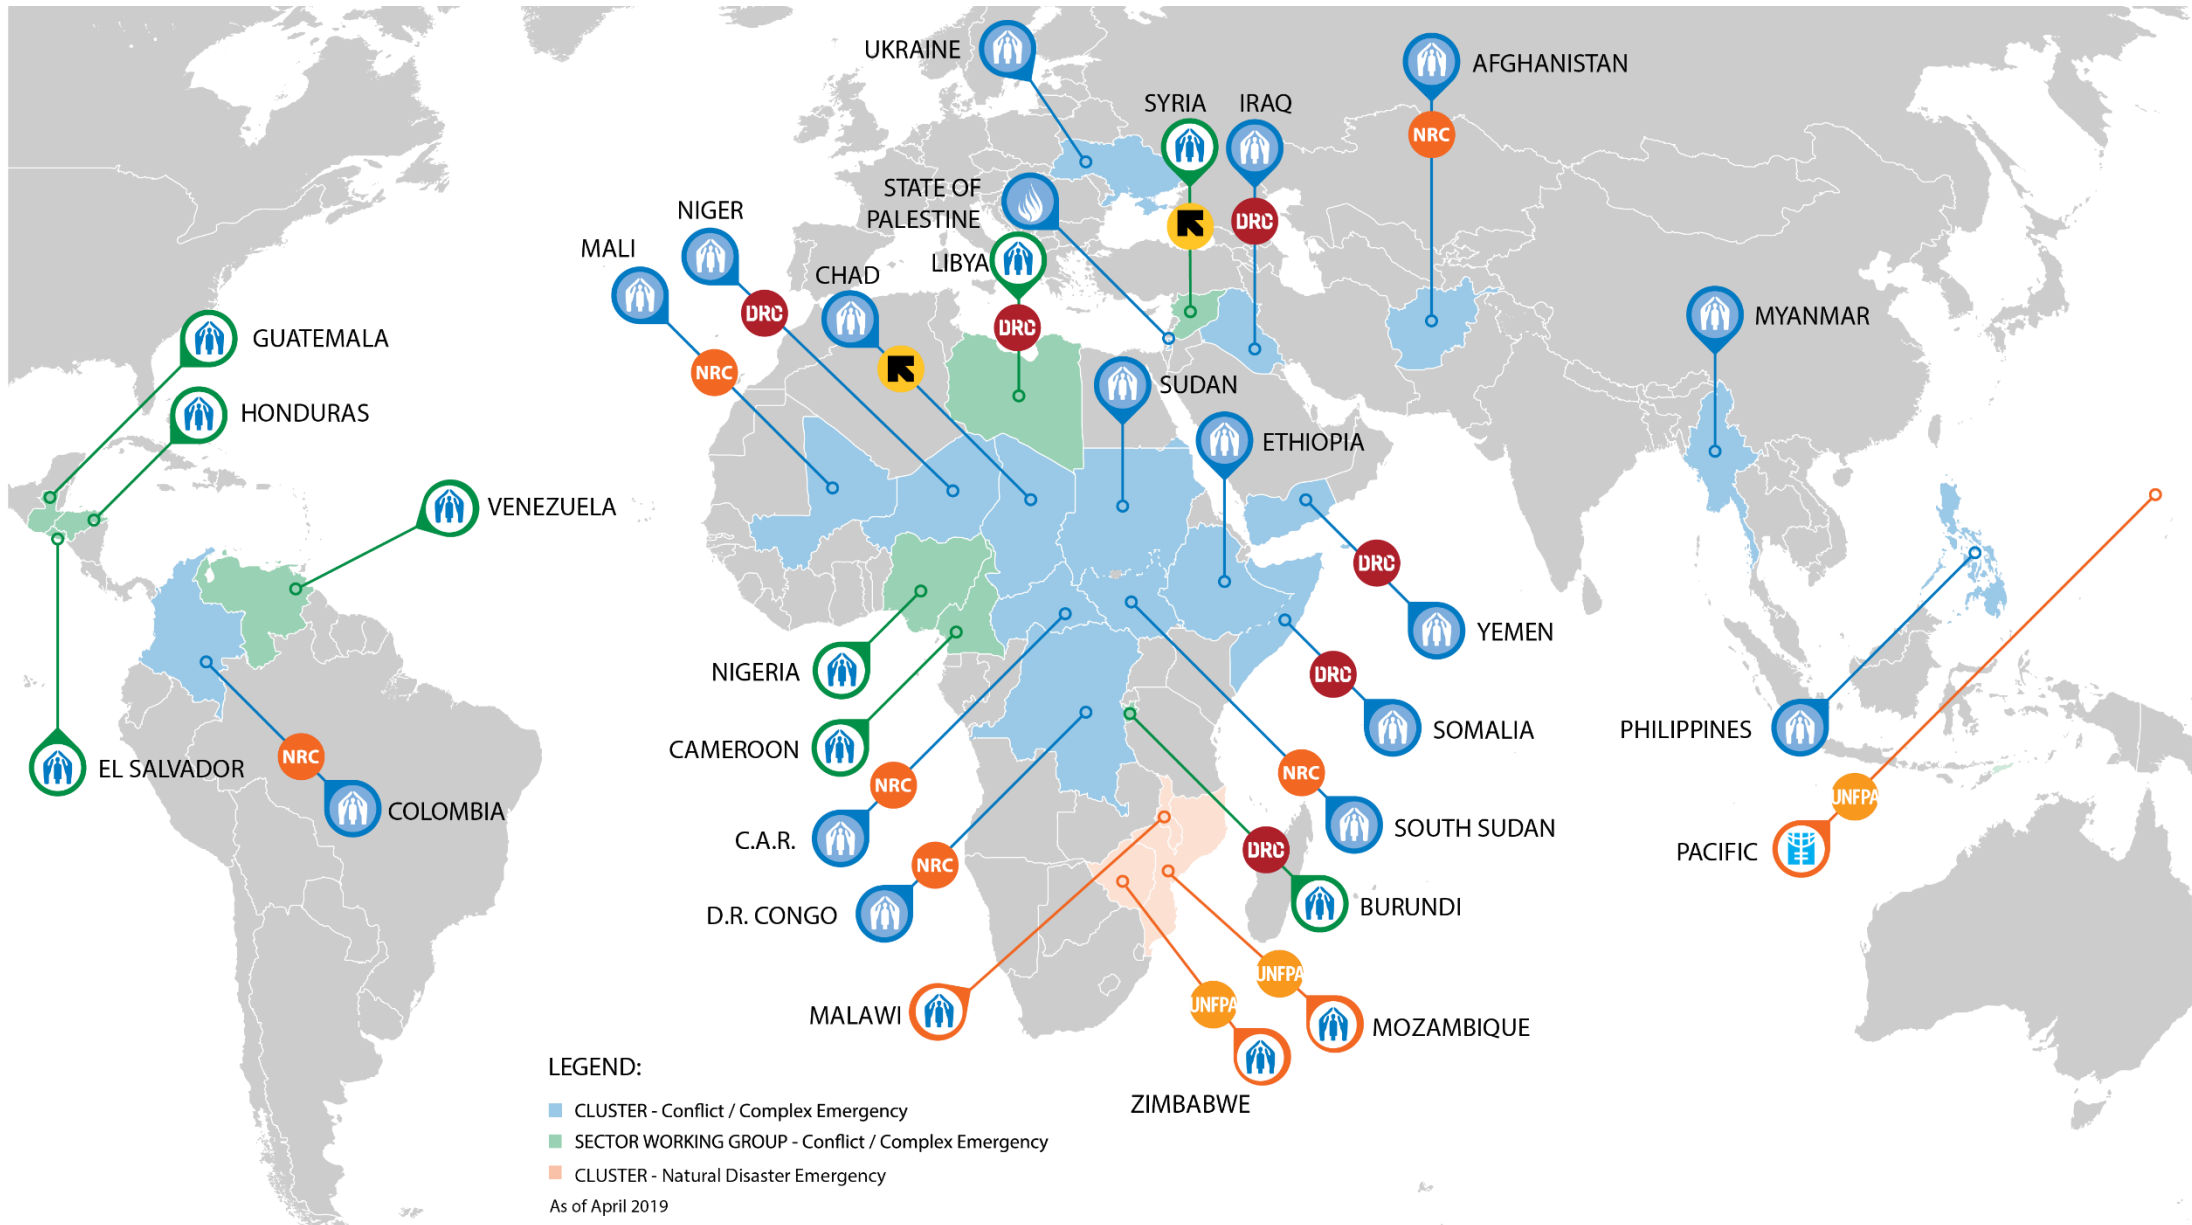 UKRAINE
AFGHANISTAN
NRC
SYRIA
IRAQ
DRC
STATE OF
PALESTINE
NIGER
DRC
MALI
NRC
CHAD
LIBYA
DRC
MYANMAR
GUATEMALA
HONDURAS
SUDAN
ETHIOPIA
VENEZUELA
DRC
YEMEN
NIGERIA
DRC
SOMALIA
CAMEROON
PHILIPPINES
EL SALVADOR
NRC
COLOMBIA
NRC
C.A.R.
NRC
SOUTH SUDAN
UNFPA
PACIFIC
NRC
D.R. CONGO
DRC
BURUNDI
MALAWI
UNFPA
MOZAMBIQUE
UNFPA
ZIMBABWE
LEGEND:
CLUSTER - Conflict / Complex Emergency
SECTOR WORKING GROUP - Conflict / Complex Emergency
CLUSTER - Natural Disaster Emergency
As of April 2019